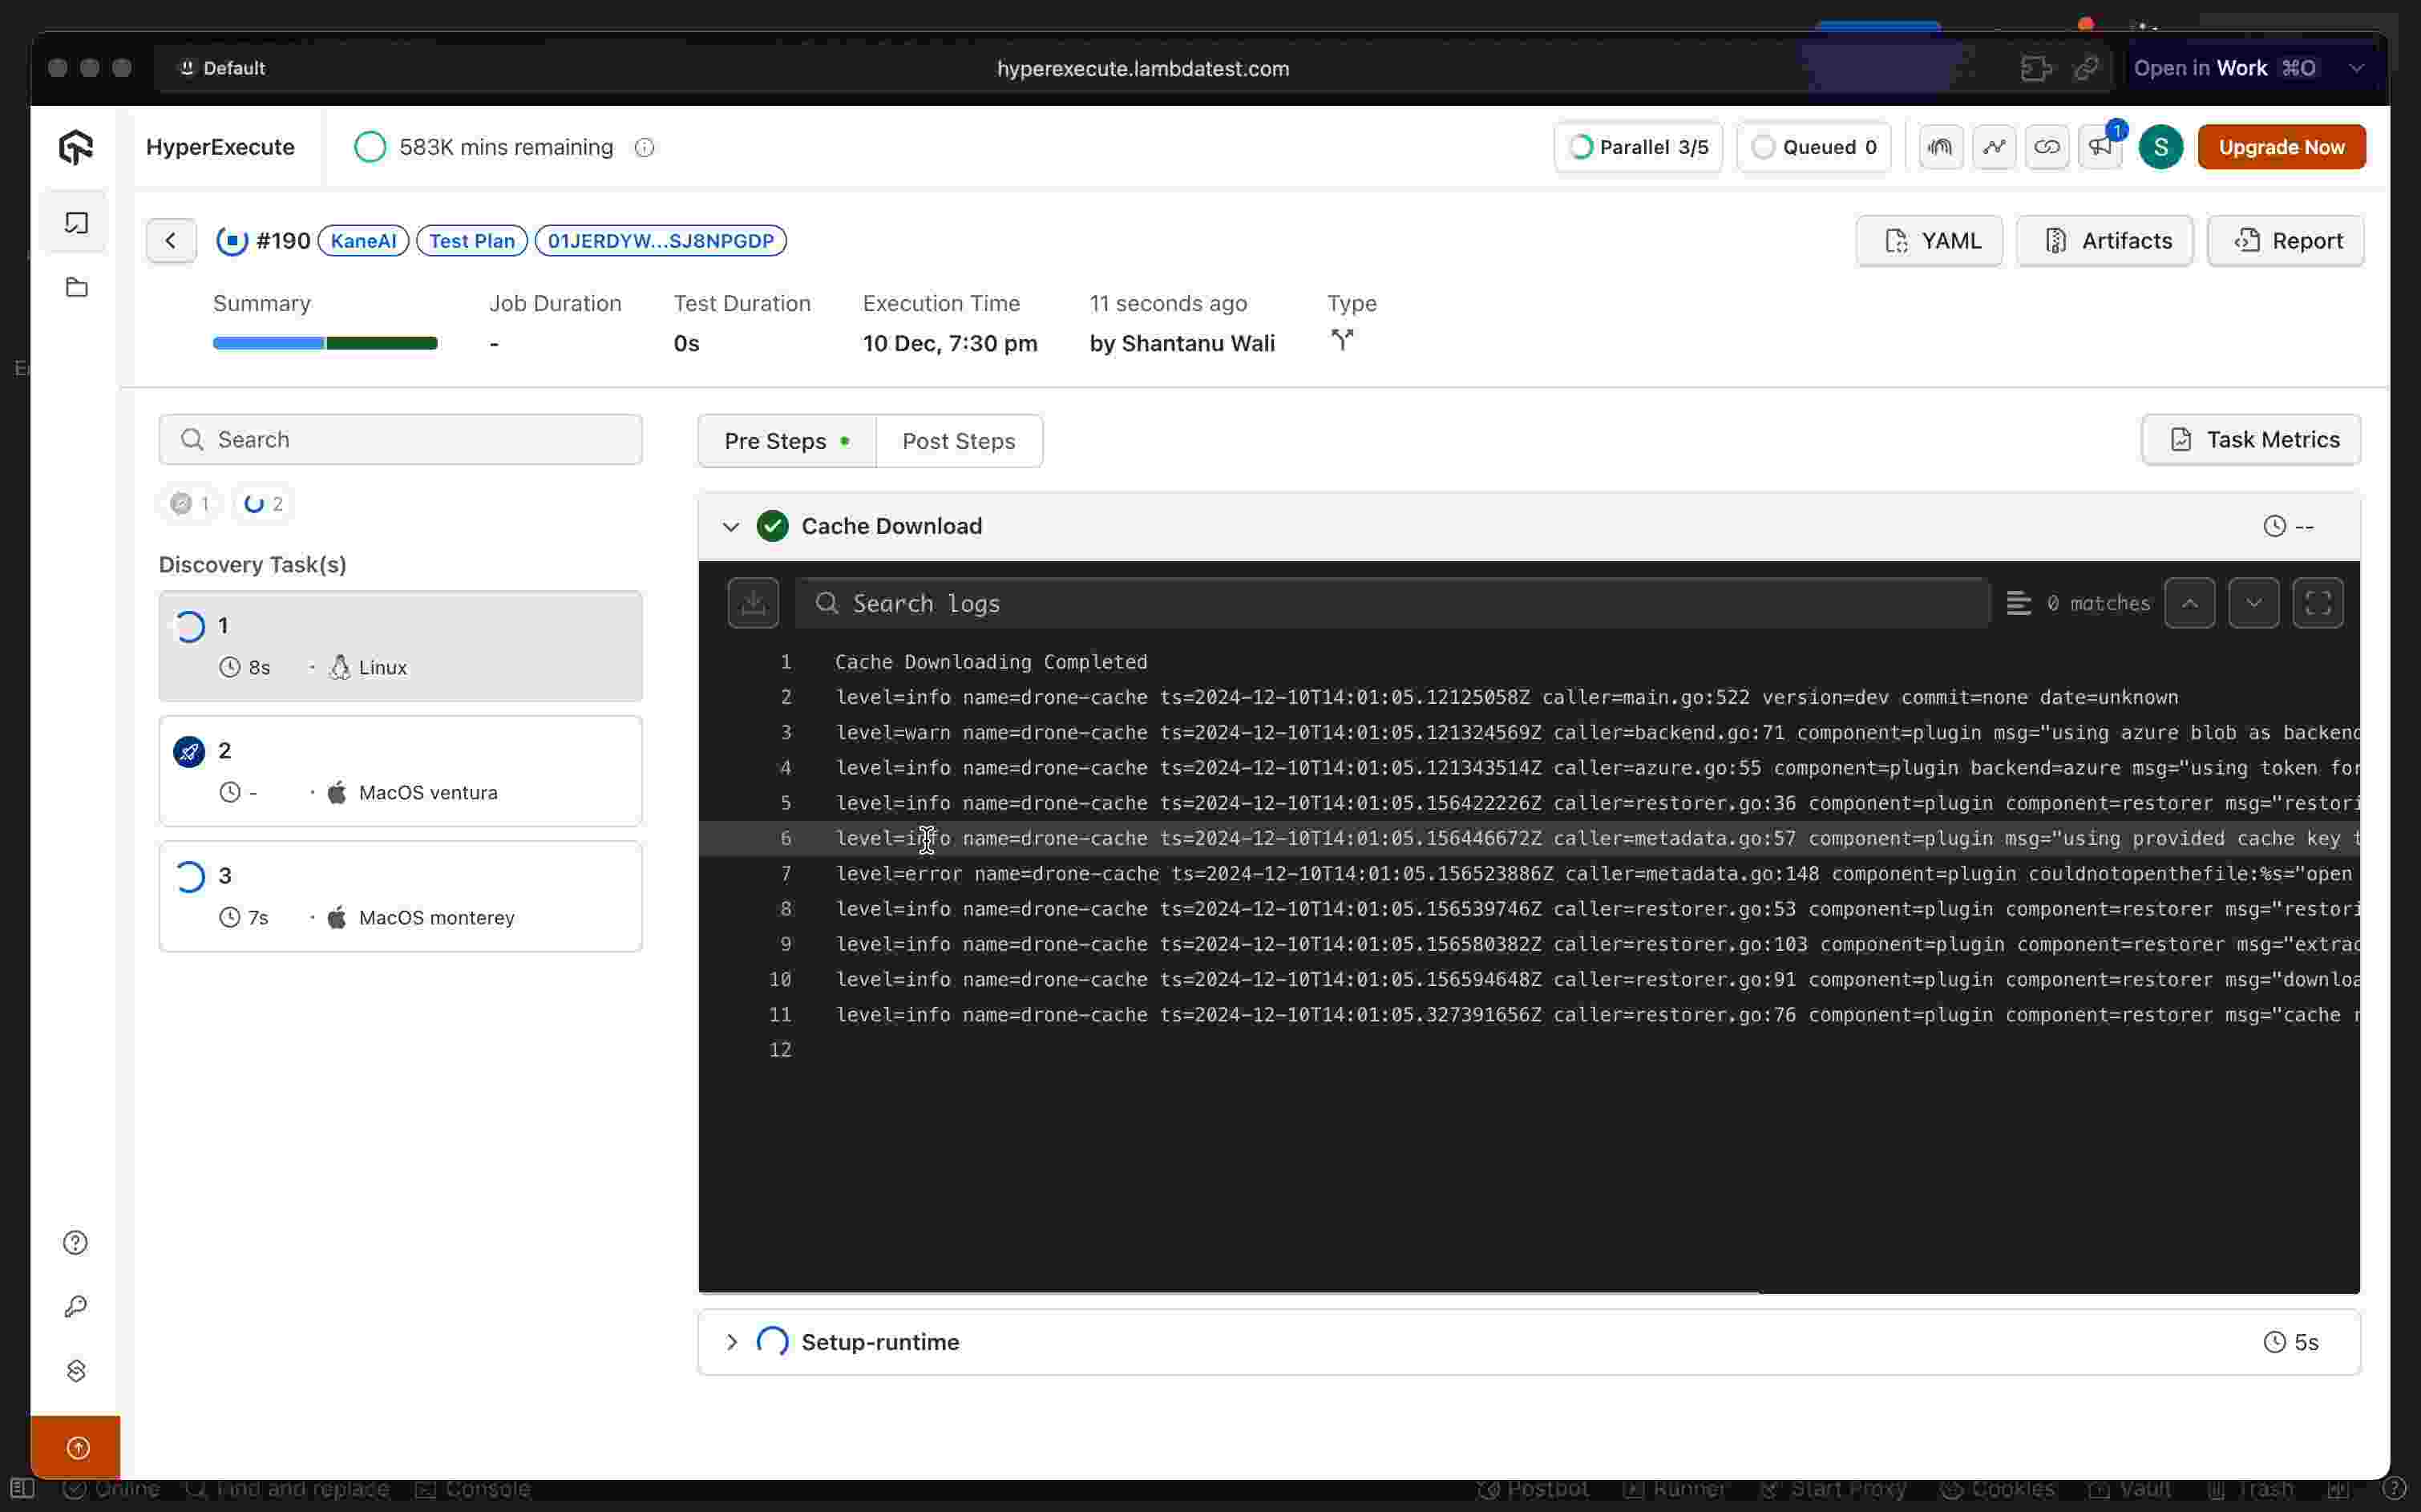 Default
hyperexecute.lambdatest.com
Open in Work ⌘O
HyperExecute
583K mins remaining
Parallel 3/5
Queued 0
1
S
Upgrade Now
#190
KaneAI
Test Plan
01JERDYW...SJ8NPGDP
YAML
Artifacts
Report
Summary
Job Duration
-
Test Duration
0s
Execution Time
10 Dec, 7:30 pm
11 seconds ago
by Shantanu Wali
Type
Search
1
2
Discovery Task(s)
1
8s · Linux
2
- · MacOS ventura
3
7s · MacOS monterey
Pre Steps
Post Steps
Task Metrics
Cache Download
--
Search logs
0 matches
1 Cache Downloading Completed
2 level=info name=drone-cache ts=2024-12-10T14:01:05.12125058Z caller=main.go:522 version=dev commit=none date=unknown
3 level=warn name=drone-cache ts=2024-12-10T14:01:05.121324569Z caller=backend.go:71 component=plugin msg="using azure blob as backend
4 level=info name=drone-cache ts=2024-12-10T14:01:05.121343514Z caller=azure.go:55 component=plugin backend=azure msg="using token for
5 level=info name=drone-cache ts=2024-12-10T14:01:05.156422226Z caller=restorer.go:36 component=plugin component=restorer msg="restori
6 level=info name=drone-cache ts=2024-12-10T14:01:05.156446672Z caller=metadata.go:57 component=plugin msg="using provided cache key t
7 level=error name=drone-cache ts=2024-12-10T14:01:05.156523886Z caller=metadata.go:148 component=plugin couldnotopenthefile:%s="open
8 level=info name=drone-cache ts=2024-12-10T14:01:05.156539746Z caller=restorer.go:53 component=plugin component=restorer msg="restori
9 level=info name=drone-cache ts=2024-12-10T14:01:05.156580382Z caller=restorer.go:103 component=plugin component=restorer msg="extrac
10 level=info name=drone-cache ts=2024-12-10T14:01:05.156594648Z caller=restorer.go:91 component=plugin component=restorer msg="downloa
11 level=info name=drone-cache ts=2024-12-10T14:01:05.327391656Z caller=restorer.go:76 component=plugin component=restorer msg="cache r
12
Setup-runtime
5s
Online
Find and replace
Console
Postbot
Runner
Start Proxy
Cookies
Vault
Trash